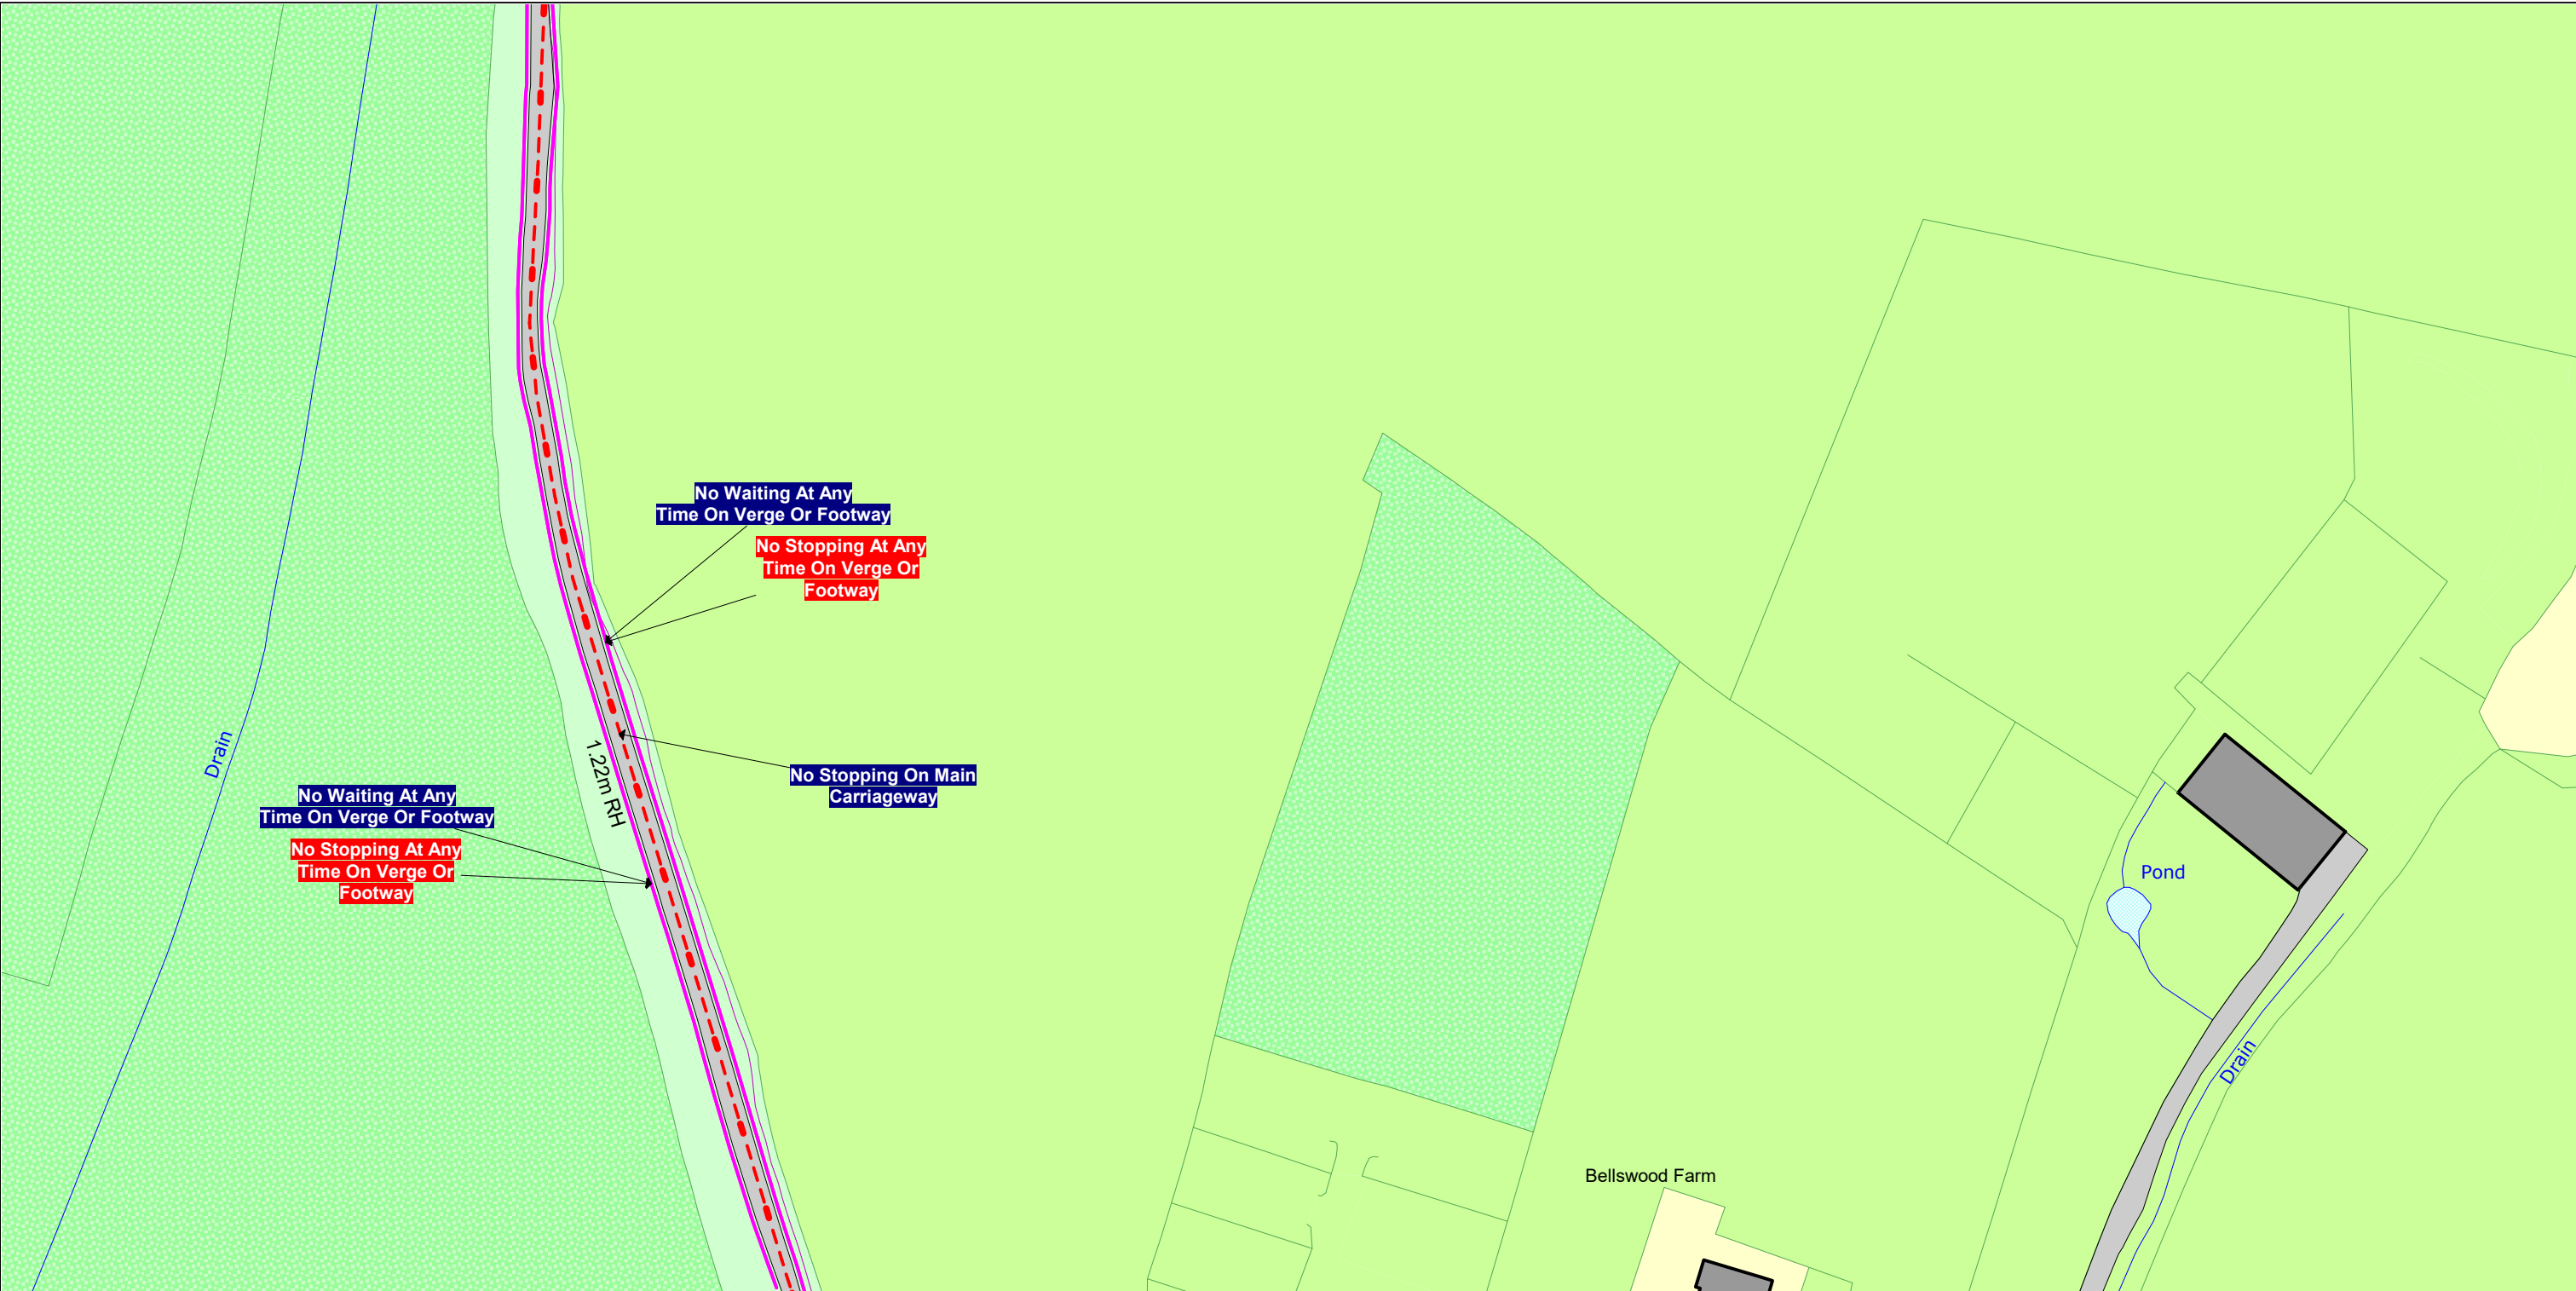 No Waiting At Any
Time On Verge Or Footway
No Stopping At Any
Time On Verge Or
Footway
Drain
1.22m RH
No Stopping On Main
Carriageway
No Waiting At Any
Time On Verge Or Footway
No Stopping At Any
Time On Verge Or
Footway
Pond
Drain
Bellswood Farm